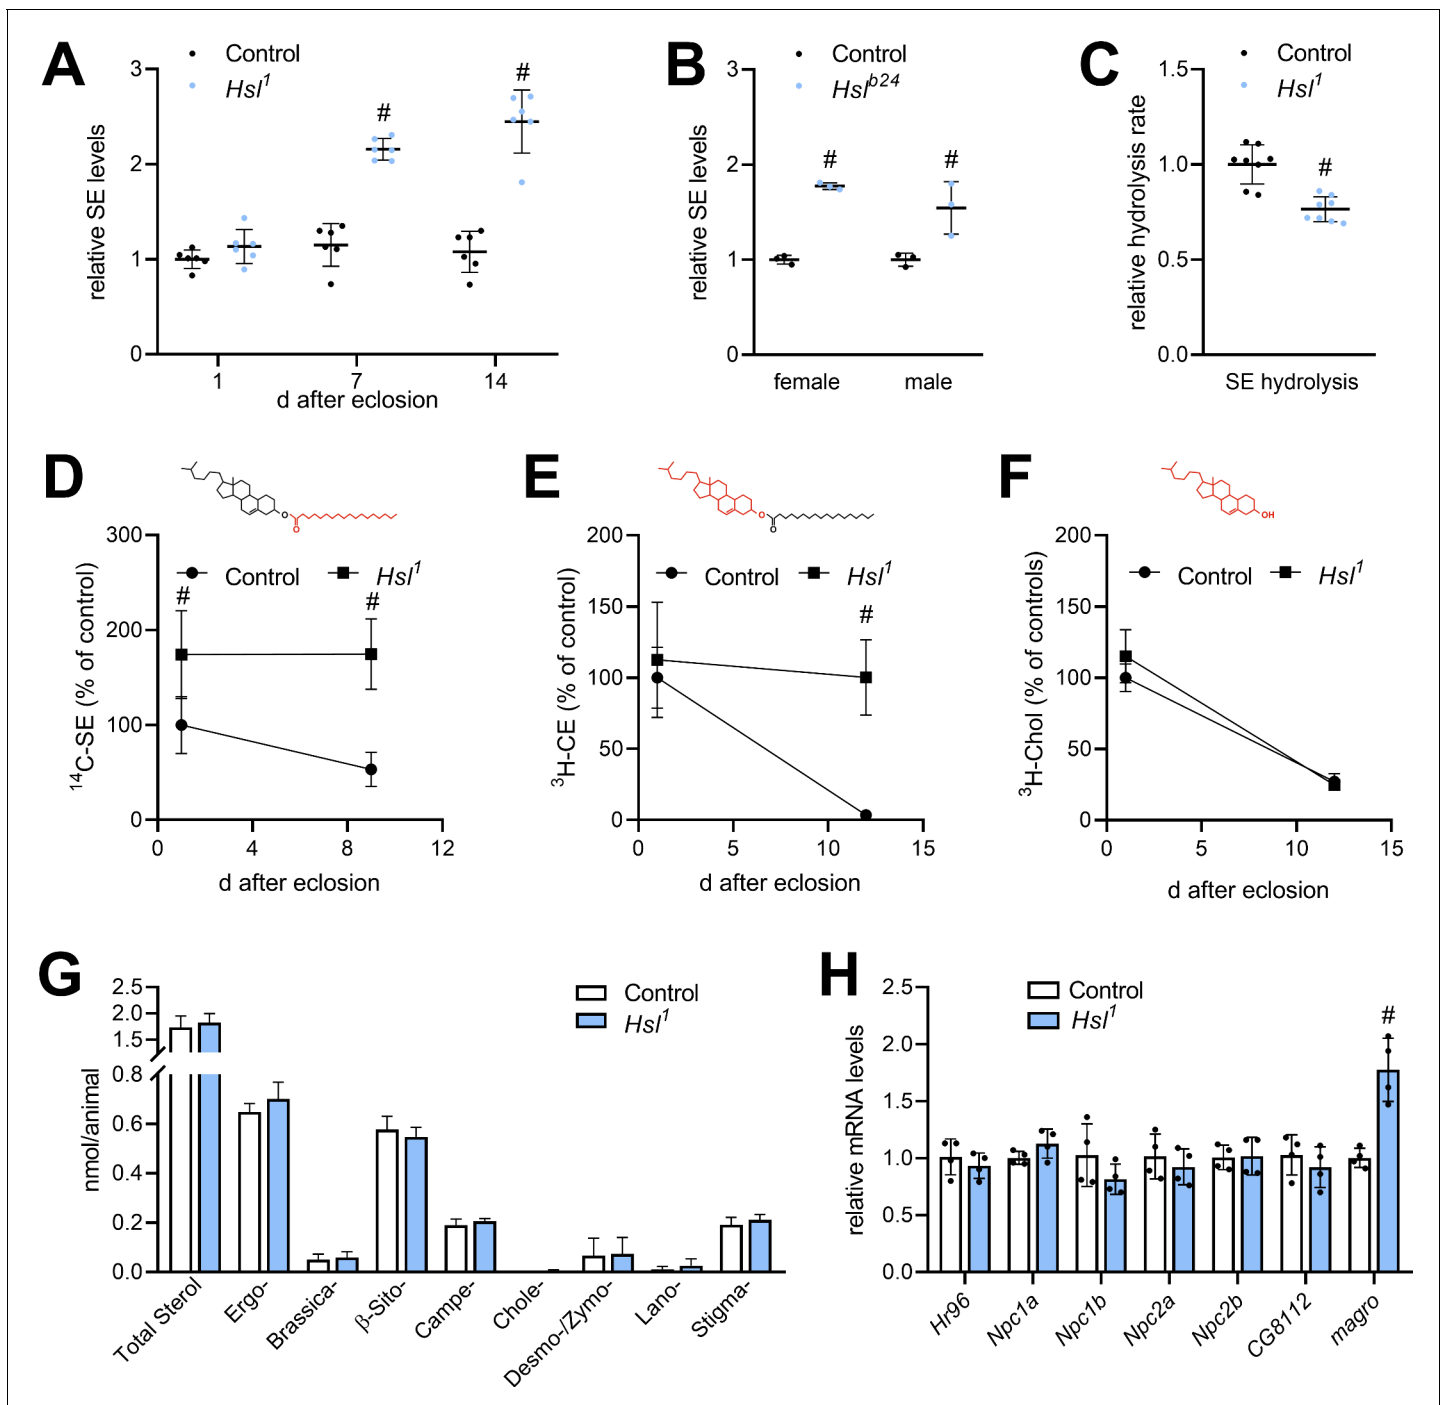 A
Control
Hsl¹
relative SE levels
3
2
1
0
#
#
1
7
14
d after eclosion
B
Control
Hslᵇ²⁴
relative SE levels
3
2
1
0
#
#
female
male
C
Control
Hsl¹
relative hydrolysis rate
1.5
1.0
0.5
0.0
#
SE hydrolysis
D
O
O
Control
Hsl¹
¹⁴C-SE (% of control)
300
200
100
0
#
#
0
4
8
12
d after eclosion
E
O
O
Control
Hsl¹
³H-CE (% of control)
200
150
100
50
0
#
0
5
10
15
d after eclosion
F
OH
Control
Hsl¹
³H-Chol (% of controls)
200
150
100
50
0
0
5
10
15
d after eclosion
G
Control
Hsl¹
nmol/animal
2.5
2.0
1.5
0.8
0.6
0.4
0.2
0.0
Total Sterol
Ergo-
Brassica-
β-Sito-
Campe-
Chole-
Desmo-/Zymo-
Lano-
Stigma-
H
Control
Hsl¹
relative mRNA levels
2.5
2.0
1.5
1.0
0.5
0.0
#
Hr96
Npc1a
Npc1b
Npc2a
Npc2b
CG8112
magro